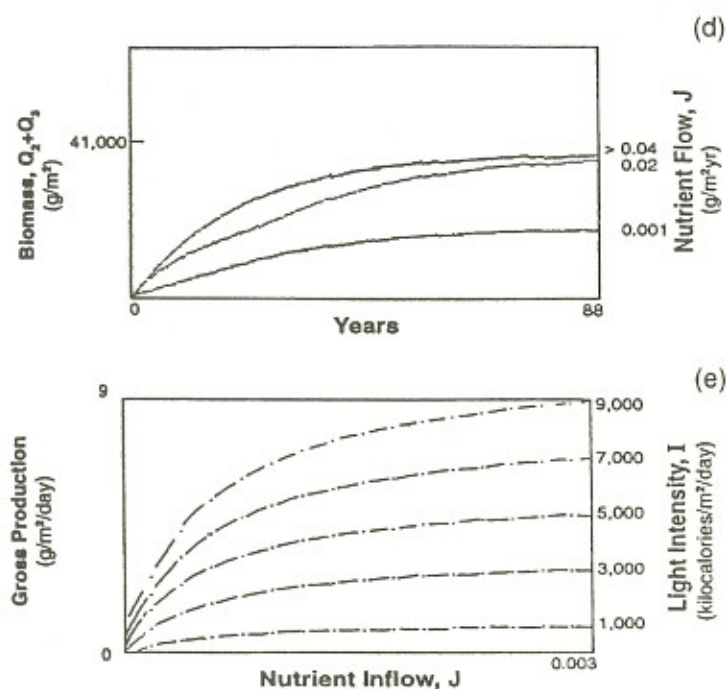 (d)
Biomass, Q₂+Q₃
(g/m²)
41,000
> 0.04
0.02
0.001
Nutrient Flow, J
(g/m²yr)
0
88
Years
(e)
Gross Production
(g/m²/day)
9
0
9,000
7,000
5,000
3,000
1,000
Light Intensity, I
(kilocalories/m²/day)
0.003
Nutrient Inflow, J